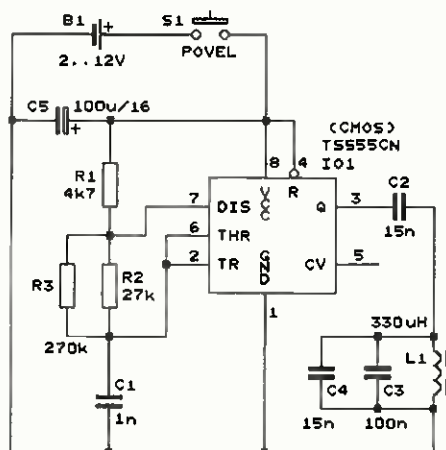 B1
S1
2..12V
POVEL
C5
100u/16
(CMOS)
TS555CN
IO1
8
4
R1
4k7
VCC
R
C2
7
DIS
Q
3
6
THR
15n
R3
R2
27k
2
TR
GND
CV
5
1
270k
330uH
L1
C1
1n
C4
C3
15n
100n